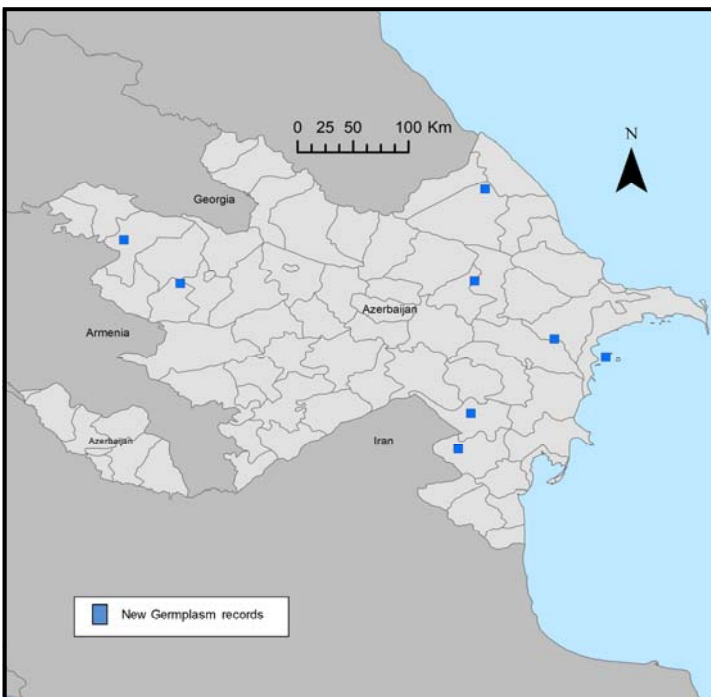 0 25 50 100 Km
N
Georgia
Azerbaijan
Armenia
Iran
Azerbaijan
New Germplasm records